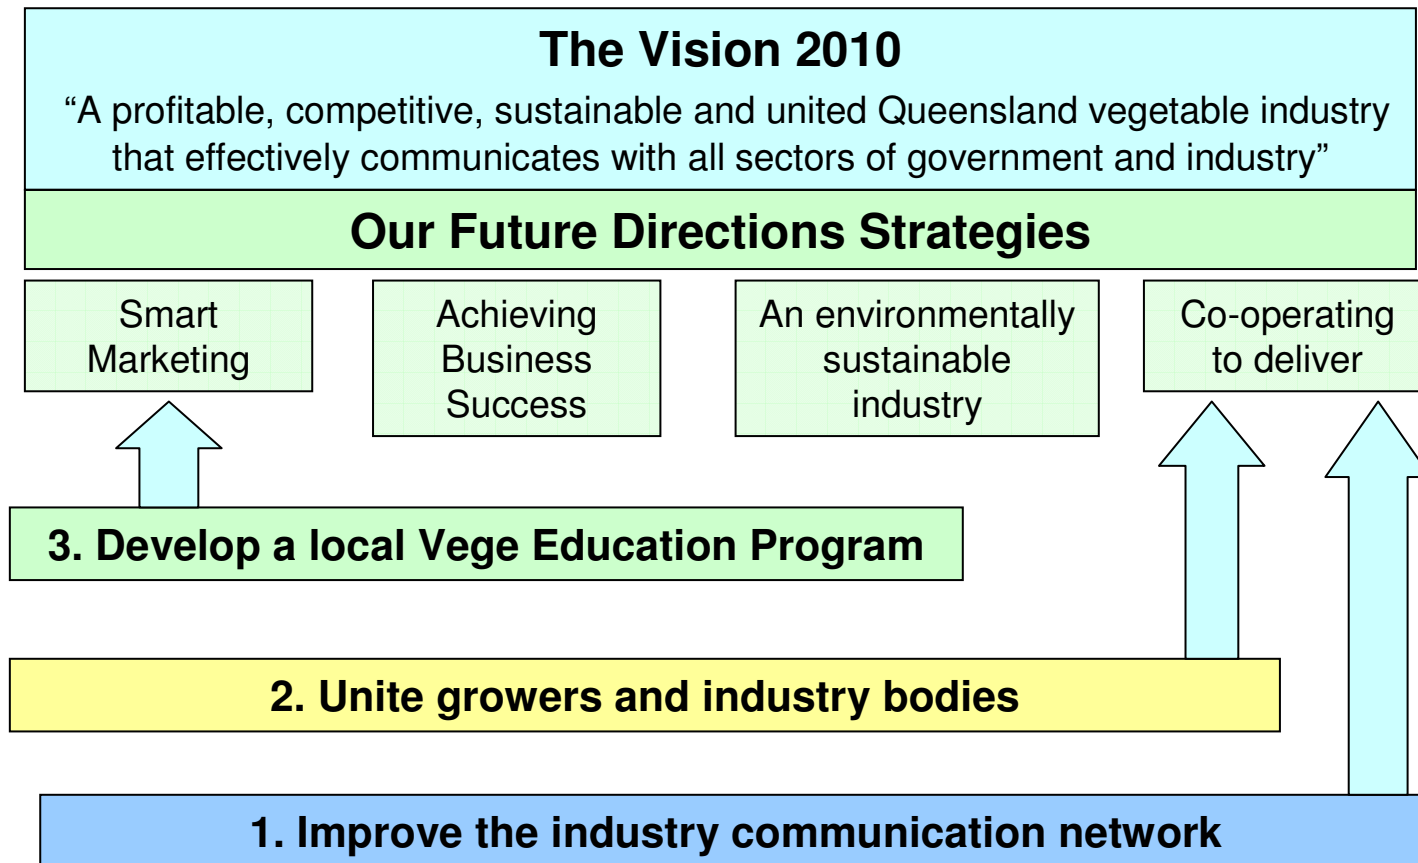 The Vision 2010
“A profitable, competitive, sustainable and united Queensland vegetable industry
that effectively communicates with all sectors of government and industry”
Our Future Directions Strategies
Smart
Marketing
Achieving
Business
Success
An environmentally
sustainable
industry
Co-operating
to deliver
3. Develop a local Vege Education Program
2. Unite growers and industry bodies
1. Improve the industry communication network